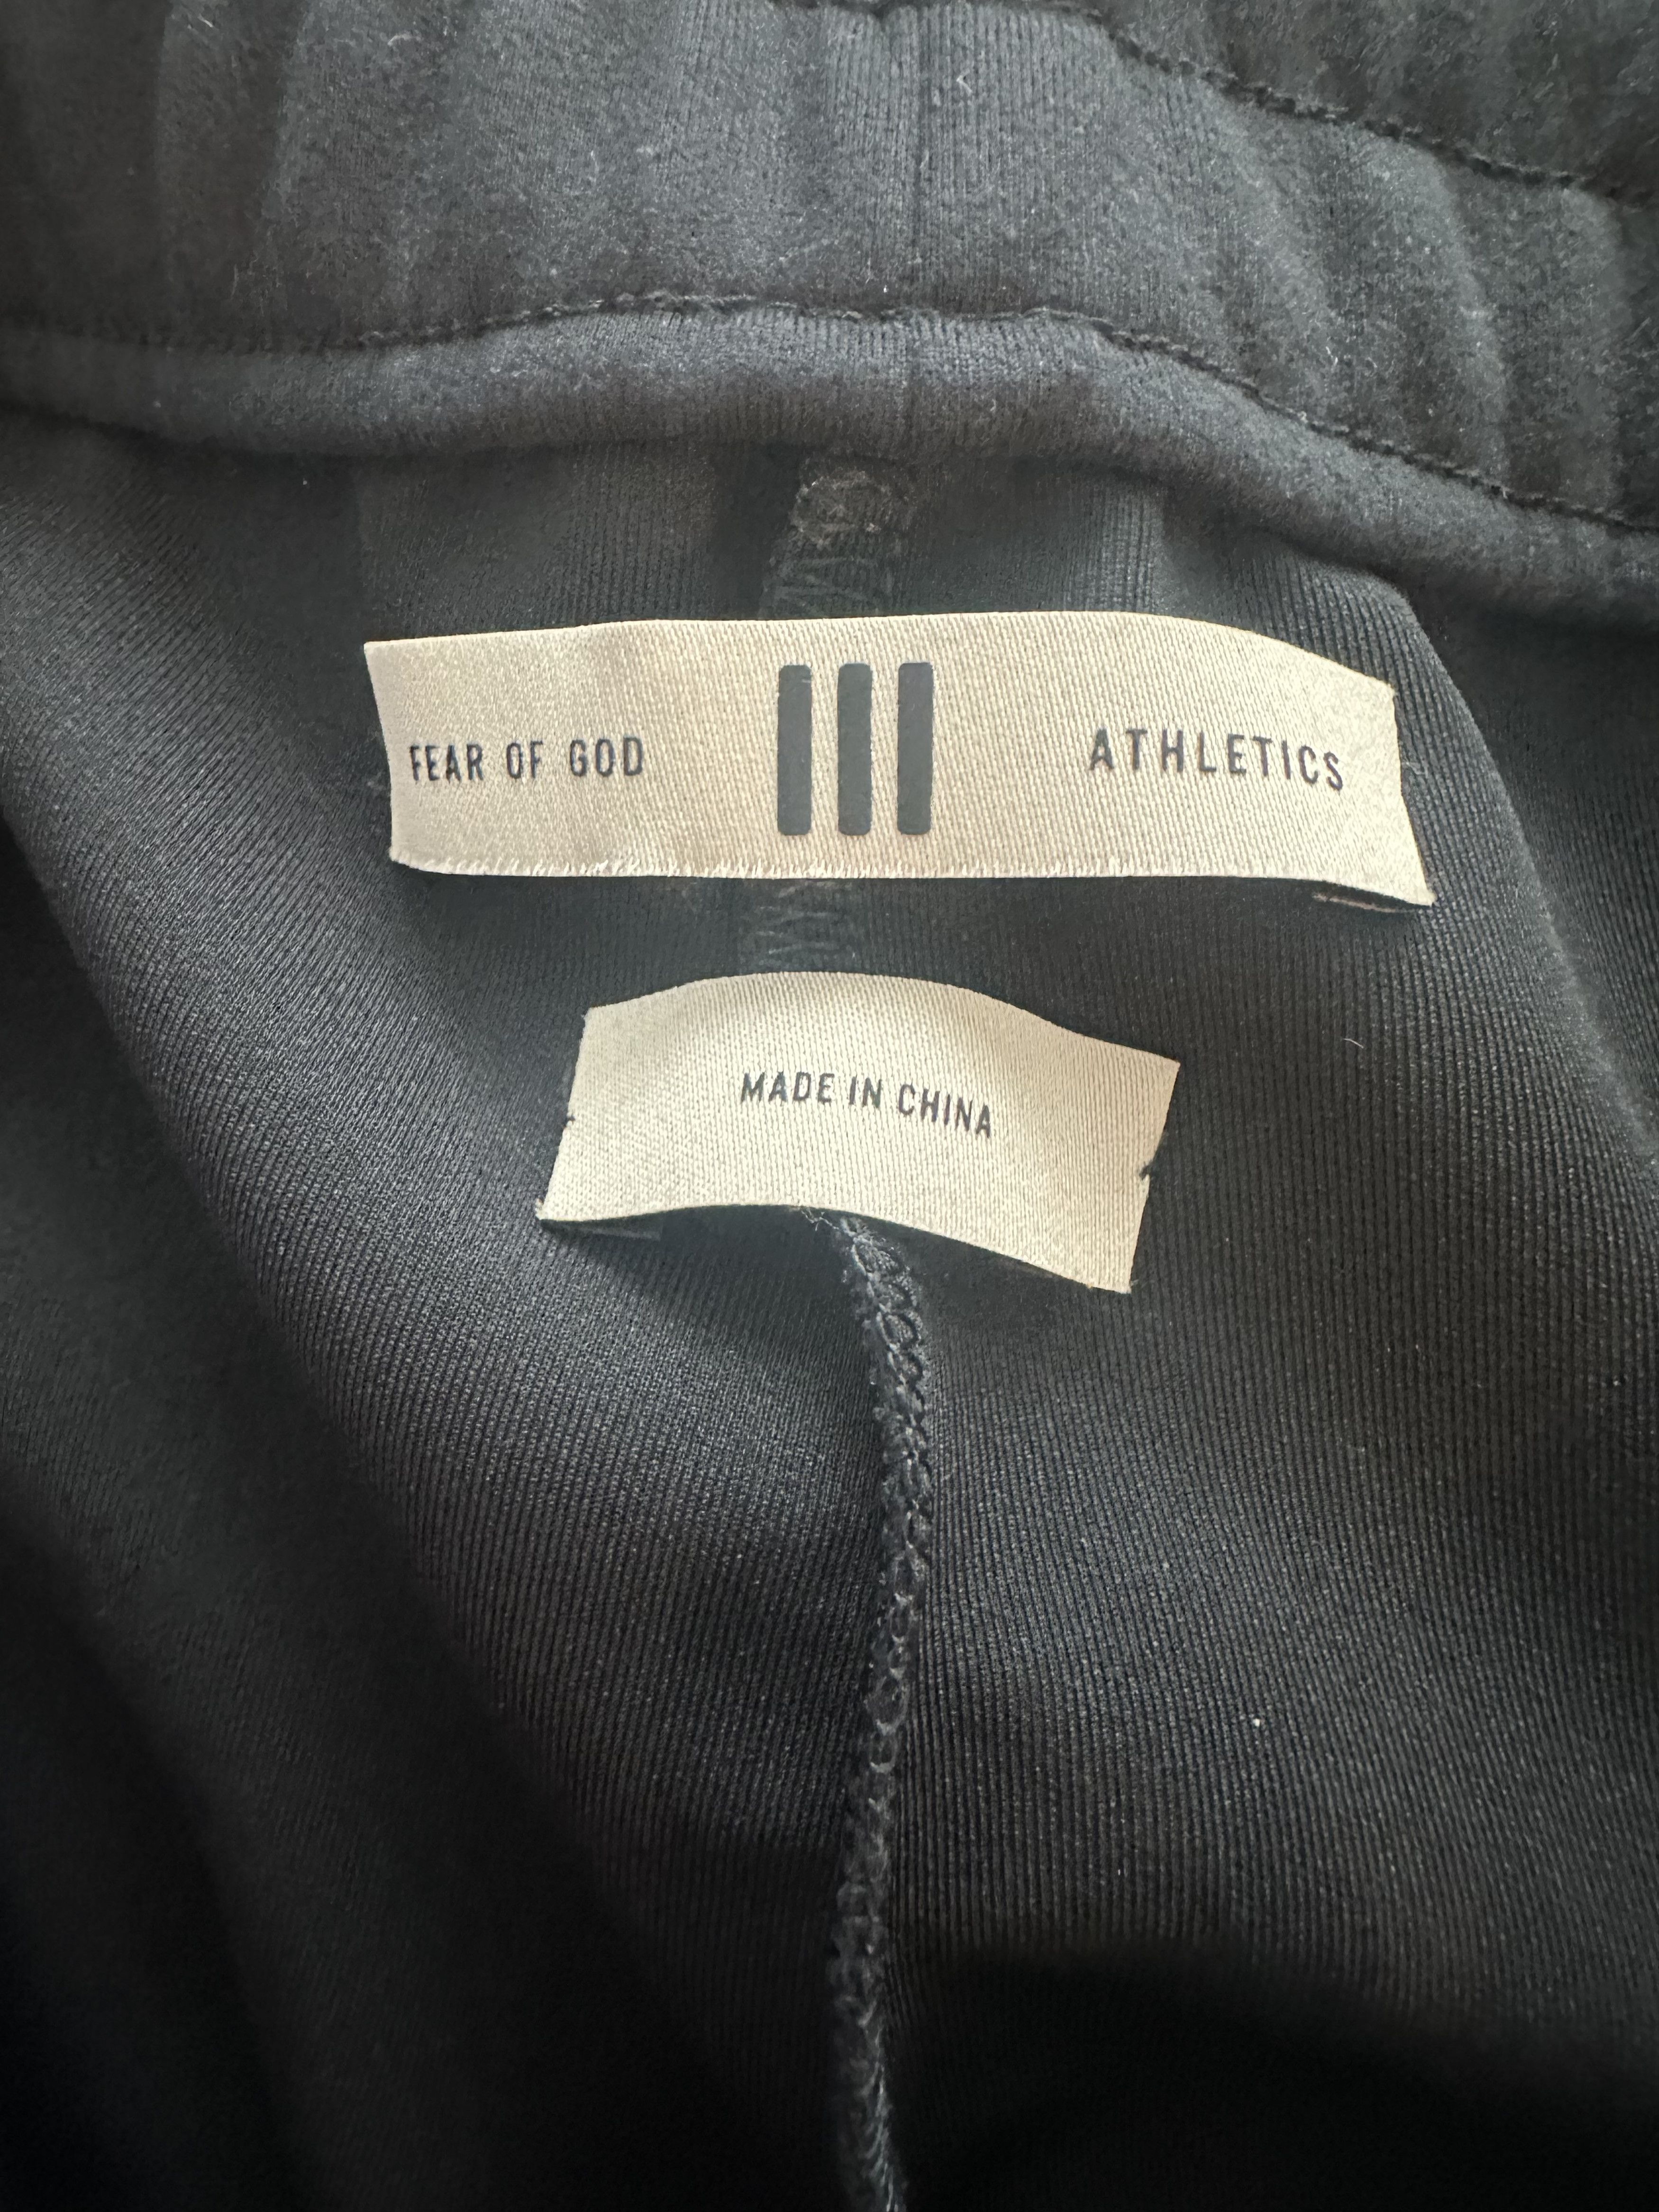 FEAR OF GOD ATHLETICS
MADE IN CHINA